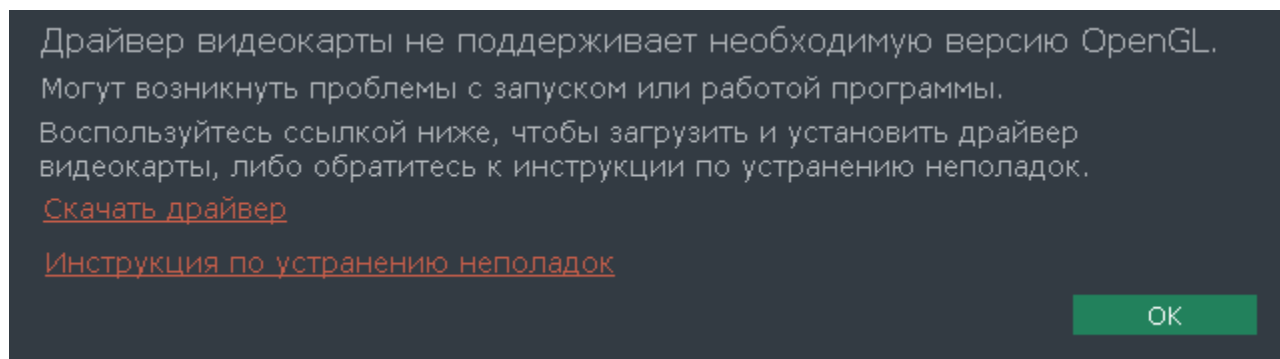 Драйвер видеокарты не поддерживает необходимую версию OpenGL.
Могут возникнуть проблемы с запуском или работой программы.
Воспользуйтесь ссылкой ниже, чтобы загрузить и установить драйвер
видеокарты, либо обратитесь к инструкции по устранению неполадок.
Скачать драйвер
Инструкция по устранению неполадок
OK